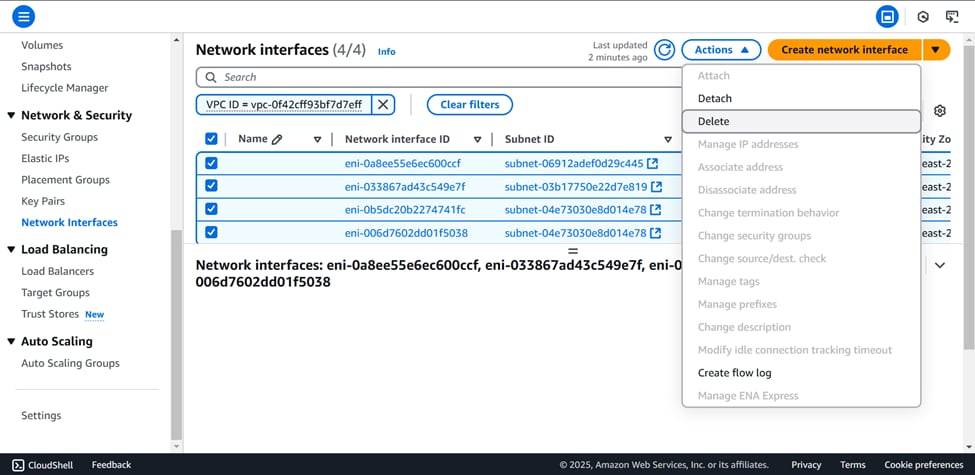 Volumes
Snapshots
Lifecycle Manager
Network & Security
Security Groups
Elastic IPs
Placement Groups
Key Pairs
Network Interfaces
Load Balancing
Load Balancers
Target Groups
Trust Stores New
Auto Scaling
Auto Scaling Groups
Settings
Network interfaces (4/4) Info
Last updated
2 minutes ago
Actions
Create network interface
Search
VPC ID = vpc-0f42cff93bf7d7eff
Clear filters
Name Network interface ID Subnet ID ity Zo
eni-0a8ee55e6ec600ccf subnet-06912adef0d29c445 east-2
eni-033867ad43c549e7f subnet-03b17750e22d7e819 east-2
eni-0b5dc20b2274741fc subnet-04e73030e8d014e78 east-2
eni-006d7602dd01f5038 subnet-04e73030e8d014e78 east-2
Network interfaces: eni-0a8ee55e6ec600ccf, eni-033867ad43c549e7f, eni-0
006d7602dd01f5038
Attach
Detach
Delete
Manage IP addresses
Associate address
Disassociate address
Change termination behavior
Change security groups
Change source/dest. check
Manage tags
Manage prefixes
Change description
Modify idle connection tracking timeout
Create flow log
Manage ENA Express
CloudShell Feedback © 2025, Amazon Web Services, Inc. or its affiliates. Privacy Terms Cookie preferences